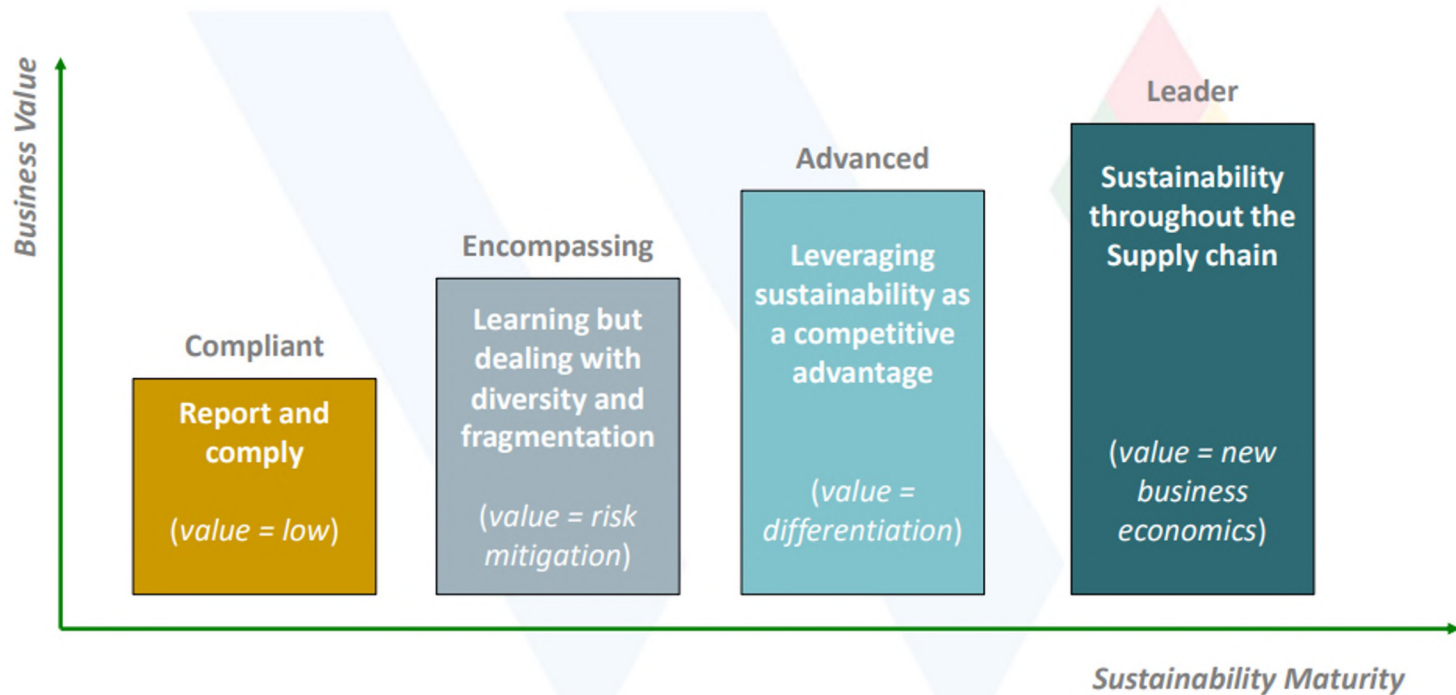 Business Value
Compliant
Report and
comply
(value = low)
Encompassing
Learning but
dealing with
diversity and
fragmentation
(value = risk
mitigation)
Advanced
Leveraging
sustainability as
a competitive
advantage
(value =
differentiation)
Leader
Sustainability
throughout the
Supply chain
(value = new
business
economics)
Sustainability Maturity